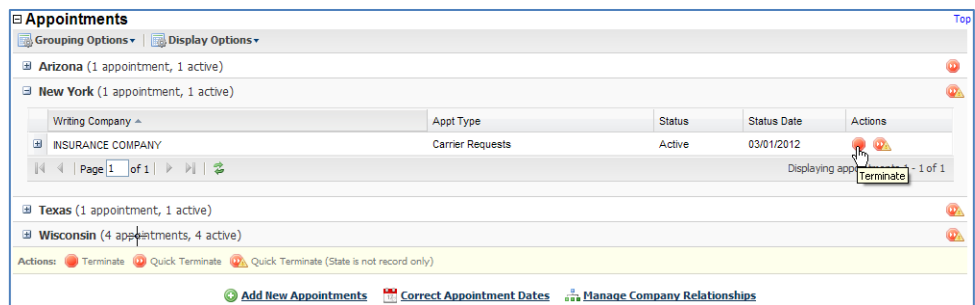 Appointments Top
Grouping Options Display Options
Arizona (1 appointment, 1 active)
New York (1 appointment, 1 active)
Writing Company Appt Type Status Status Date Actions
INSURANCE COMPANY Carrier Requests Active 03/01/2012
Page 1 of 1 Displaying 1 - 1 of 1
Terminate
Texas (1 appointment, 1 active)
Wisconsin (4 appointments, 4 active)
Actions: Terminate Quick Terminate Quick Terminate (State is not record only)
Add New Appointments Correct Appointment Dates Manage Company Relationships